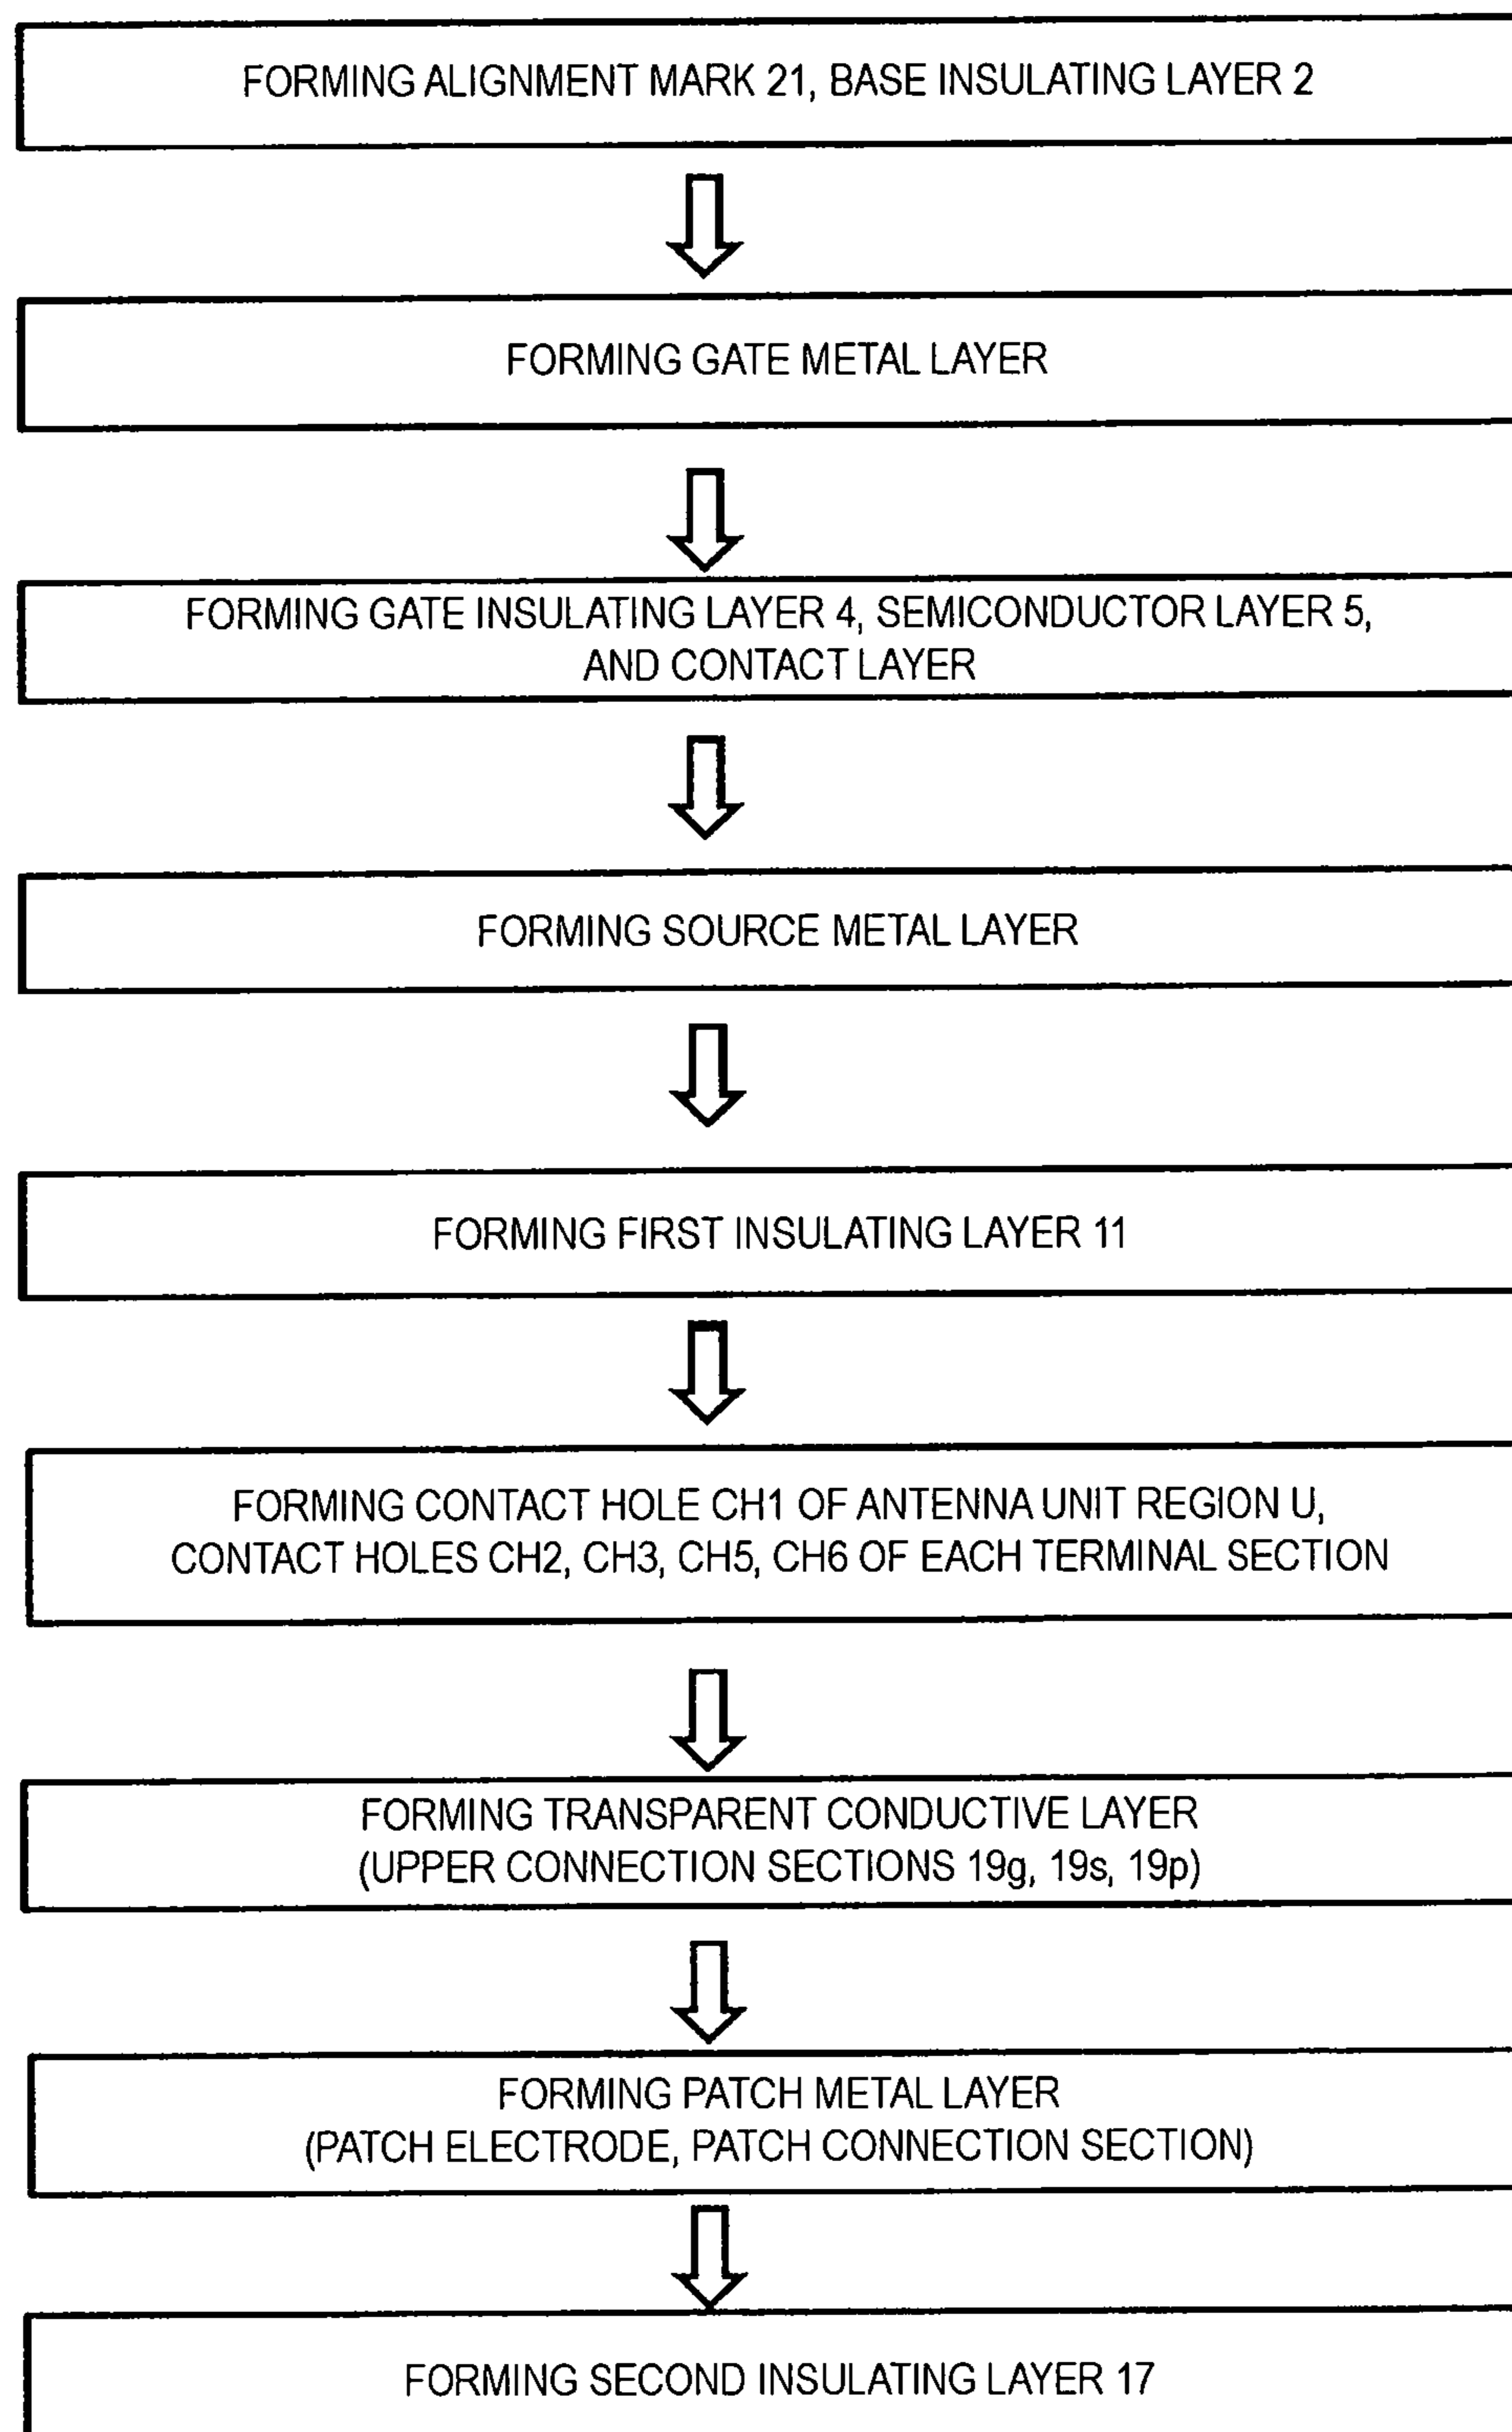 FORMING ALIGNMENT MARK 21, BASE INSULATING LAYER 2
FORMING GATE METAL LAYER
FORMING GATE INSULATING LAYER 4, SEMICONDUCTOR LAYER 5,
AND CONTACT LAYER
FORMING SOURCE METAL LAYER
FORMING FIRST INSULATING LAYER 11
FORMING CONTACT HOLE CH1 OF ANTENNA UNIT REGION U,
CONTACT HOLES CH2, CH3, CH5, CH6 OF EACH TERMINAL SECTION
FORMING TRANSPARENT CONDUCTIVE LAYER
(UPPER CONNECTION SECTIONS 19g, 19s, 19p)
FORMING PATCH METAL LAYER
(PATCH ELECTRODE, PATCH CONNECTION SECTION)
FORMING SECOND INSULATING LAYER 17